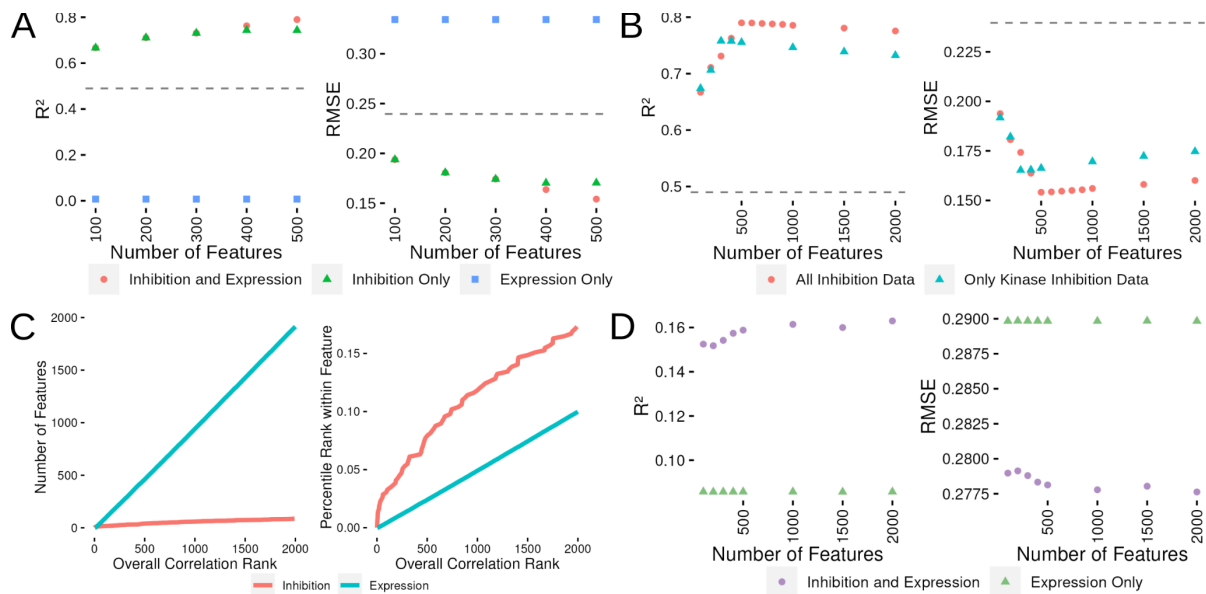 A
R²
0.8
0.6
0.4
0.2
0.0
100
200
300
400
500
Number of Features
RMSE
0.30
0.25
0.20
0.15
100
200
300
400
500
Number of Features
Inhibition and Expression
Inhibition Only
Expression Only
B
R²
0.8
0.7
0.6
0.5
500
1000
1500
2000
Number of Features
RMSE
0.225
0.200
0.175
0.150
500
1000
1500
2000
Number of Features
All Inhibition Data
Only Kinase Inhibition Data
C
Number of Features
2000
1500
1000
500
0
0
500
1000
1500
2000
Overall Correlation Rank
Percentile Rank within Feature
0.15
0.10
0.05
0.00
0
500
1000
1500
2000
Overall Correlation Rank
Inhibition
Expression
D
R²
0.16
0.14
0.12
0.10
500
1000
1500
2000
Number of Features
RMSE
0.2900
0.2875
0.2850
0.2825
0.2800
0.2775
500
1000
1500
2000
Number of Features
Inhibition and Expression
Expression Only